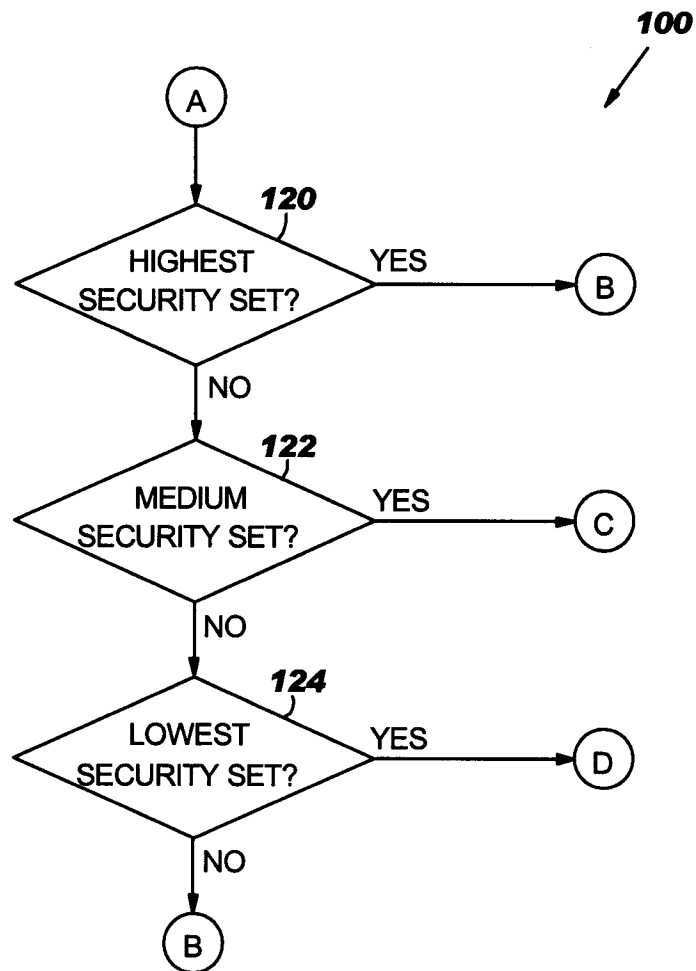 100
A
120
HIGHEST
SECURITY SET?
YES
B
NO
122
MEDIUM
SECURITY SET?
YES
C
NO
124
LOWEST
SECURITY SET?
YES
D
NO
B